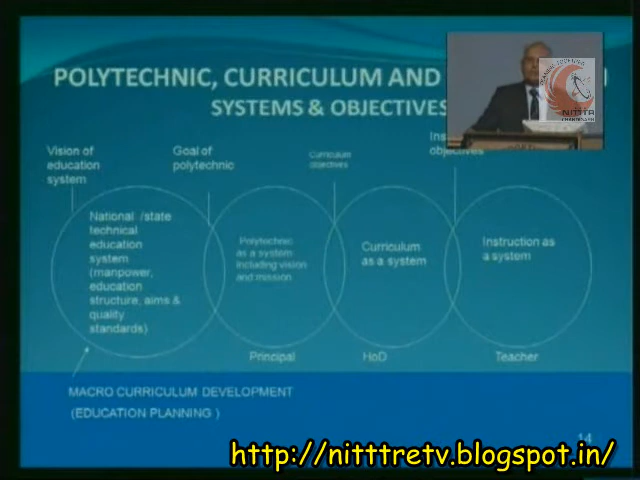 POLYTECHNIC, CURRICULUM AND
SYSTEMS & OBJECTIVES
Vision of
education
system
Goal of
polytechnic
Curriculum
objectives
objectives
National /state
technical
education
system
(manpower,
education
structure, aims &
quality
standards)
Polytechnic
as a system
including vision
and mission
Curriculum
as a system
Instruction as
a system
Principal
HoD
Teacher
MACRO CURRICULUM DEVELOPMENT
(EDUCATION PLANNING )
14
NITTTR
CHANDIGARH
http://nitttretv.blogspot.in/